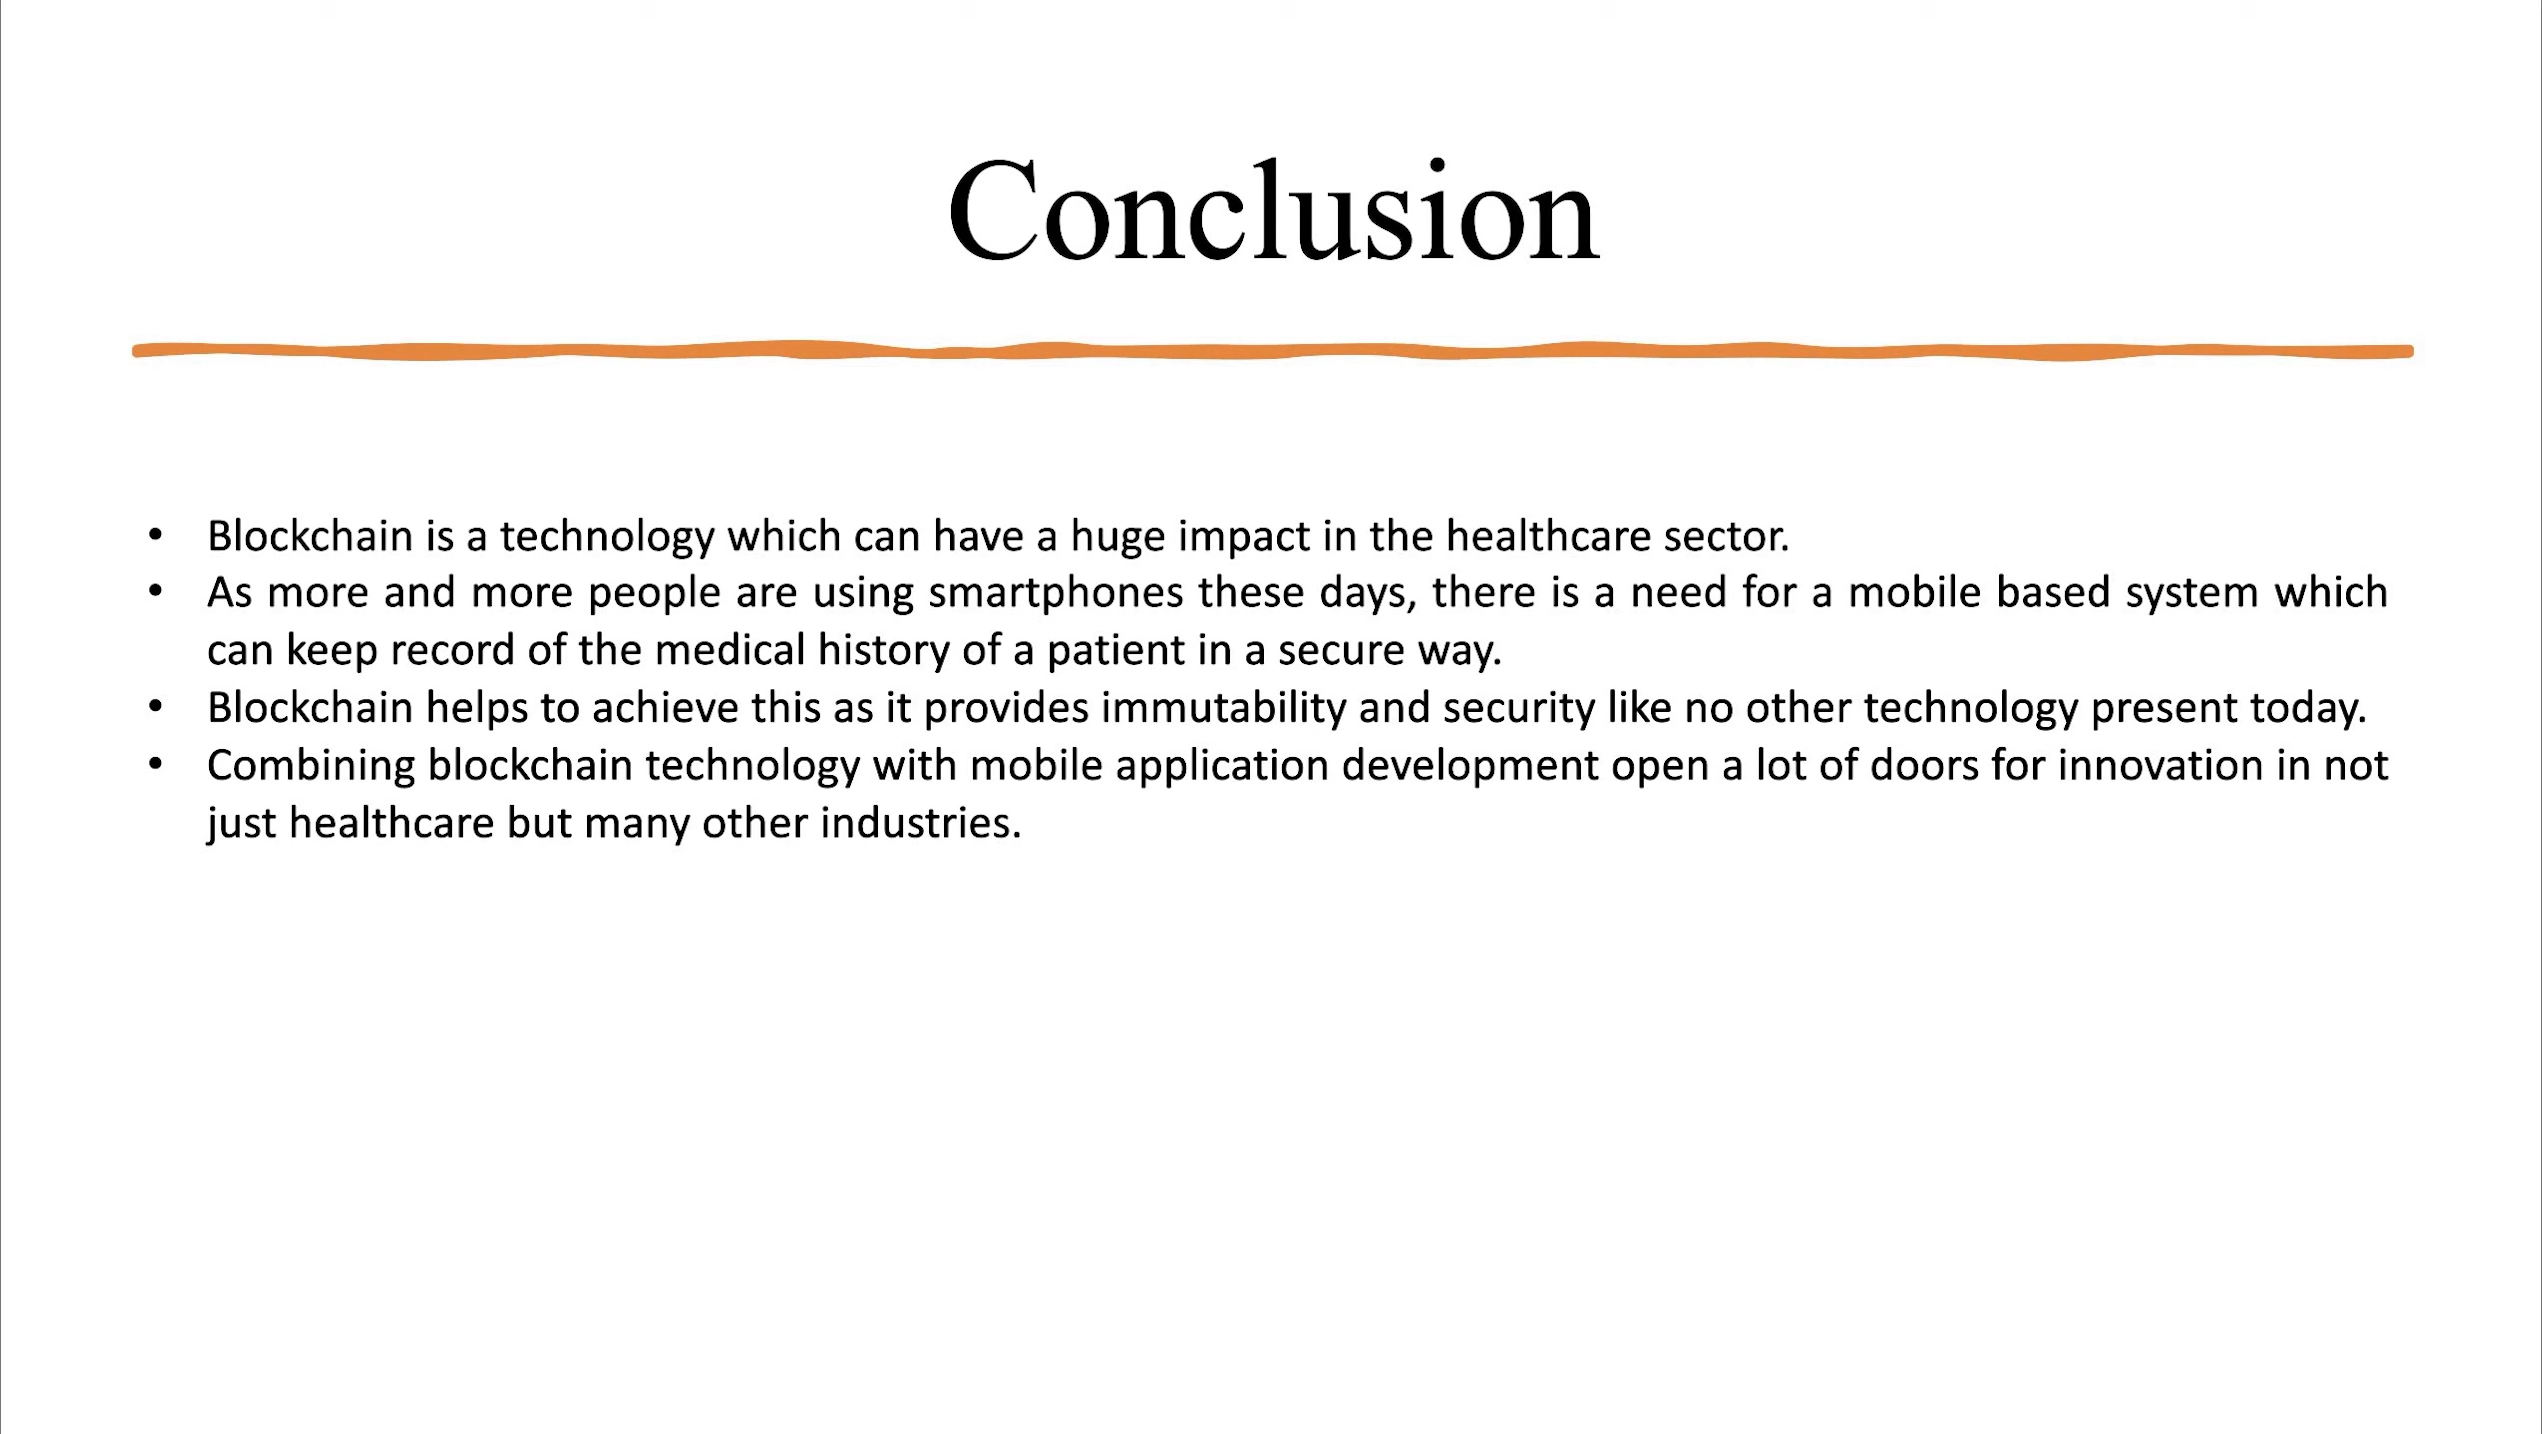 Conclusion
• Blockchain is a technology which can have a huge impact in the healthcare sector.
• As more and more people are using smartphones these days, there is a need for a mobile based system which
can keep record of the medical history of a patient in a secure way.
• Blockchain helps to achieve this as it provides immutability and security like no other technology present today.
• Combining blockchain technology with mobile application development open a lot of doors for innovation in not
just healthcare but many other industries.